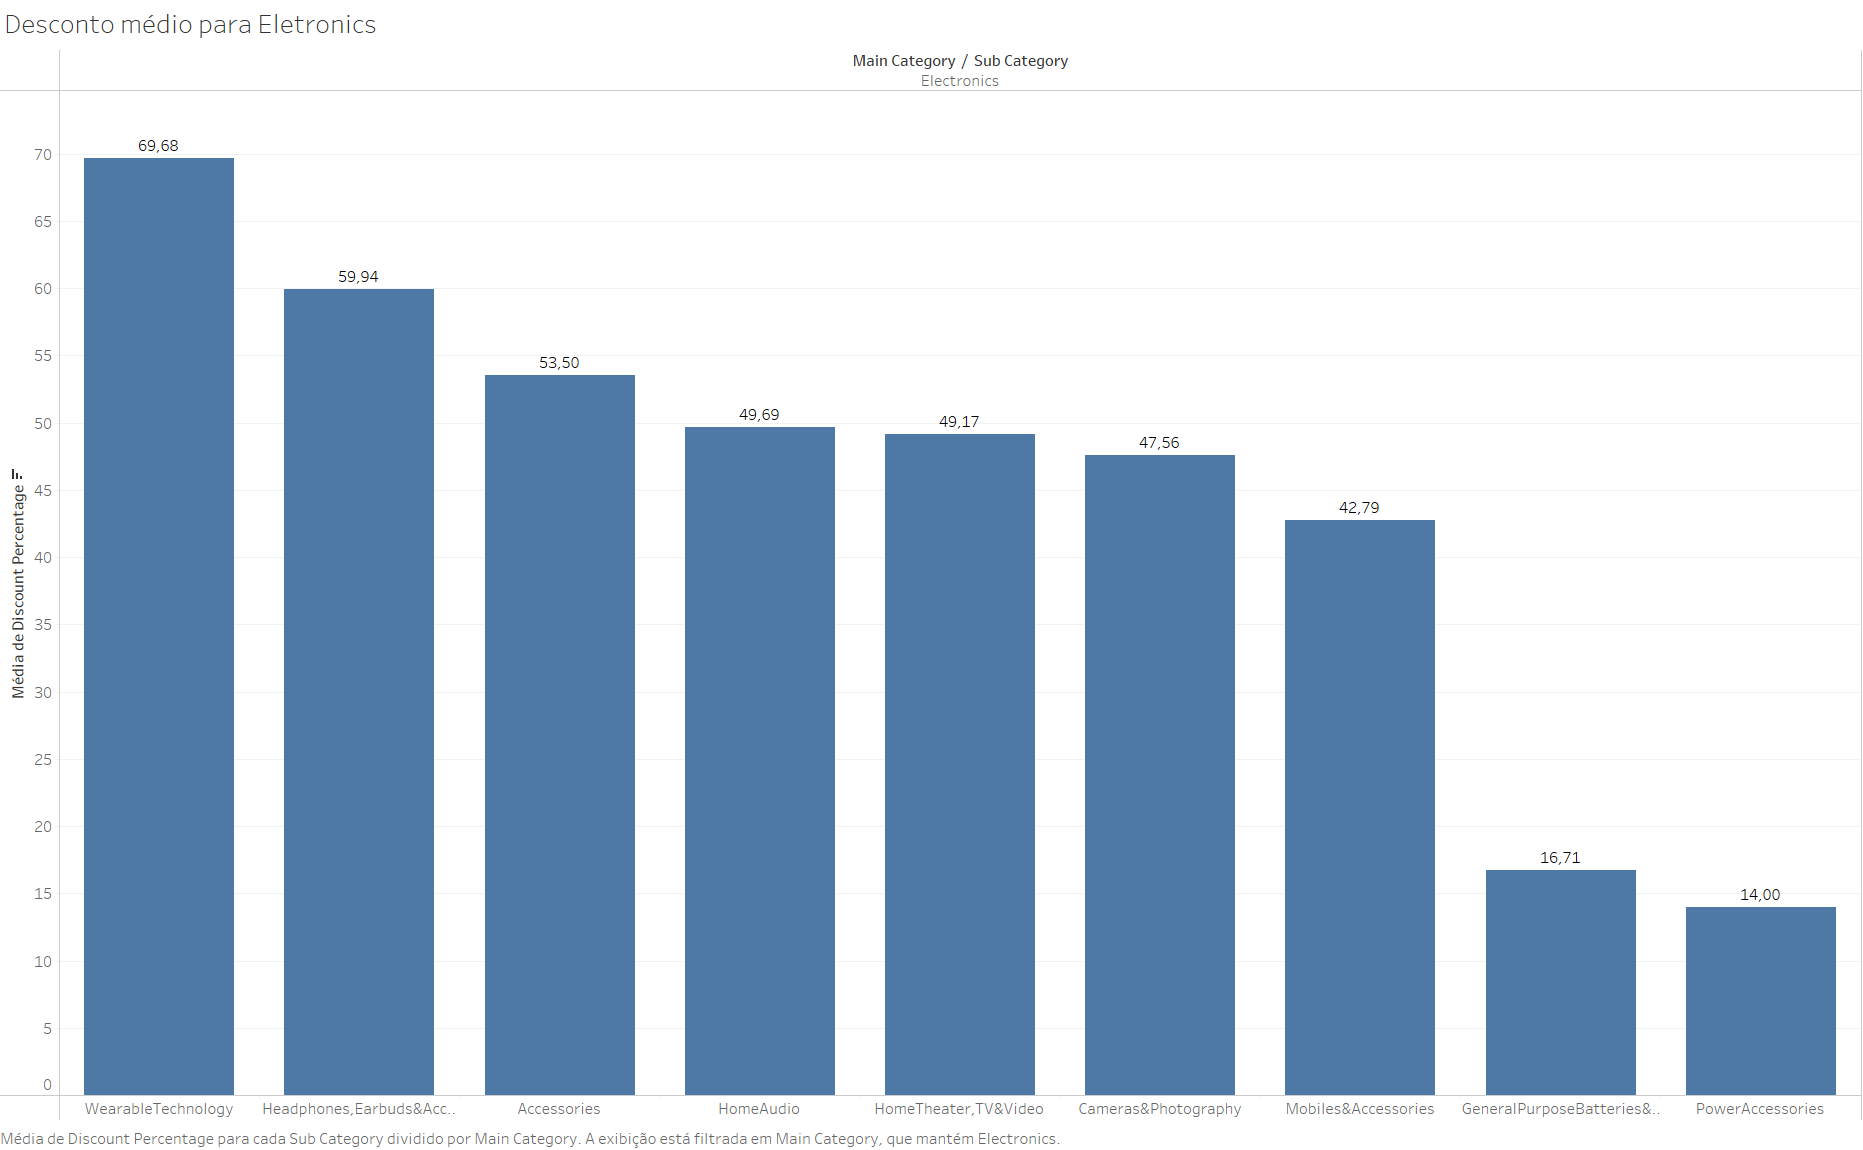 Desconto médio para Eletronics
Main Category / Sub Category
Electronics
Média de Discount Percentage
70
65
60
55
50
45
40
35
30
25
20
15
10
5
0
69,68
59,94
53,50
49,69
49,17
47,56
42,79
16,71
14,00
WearableTechnology
Headphones,Earbuds&Acc..
Accessories
HomeAudio
HomeTheater,TV&Video
Cameras&Photography
Mobiles&Accessories
GeneralPurposeBatteries&..
PowerAccessories
Média de Discount Percentage para cada Sub Category dividido por Main Category. A exibição está filtrada em Main Category, que mantém Electronics.